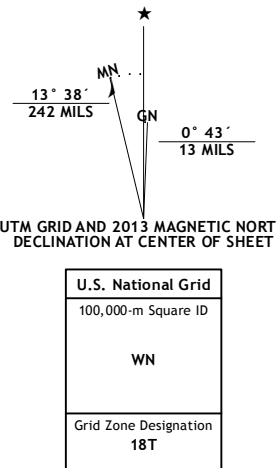 ★
MN
13° 38´
242 MILS
GN
0° 43´
13 MILS
UTM GRID AND 2013 MAGNETIC NORT
DECLINATION AT CENTER OF SHEET
U.S. National Grid
100,000-m Square ID
WN
Grid Zone Designation
18T